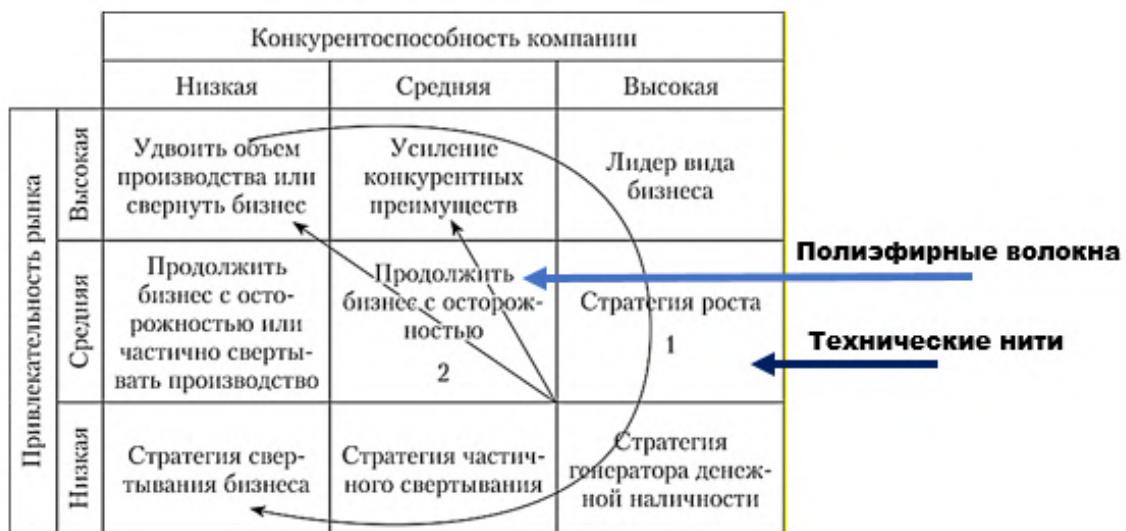 Конкурентоспособность компании
Низкая
Средняя
Высокая
Привлекательность рынка
Высокая
Удвоить объем
производства или
свернуть бизнес
Усиление
конкурентных
преимуществ
Лидер вида
бизнеса
Средняя
Продолжить
бизнес с осто-
рожностью или
частично сверты-
вать производство
Продолжить
бизнес с осторож-
ностью
2
Стратегия роста
1
Низкая
Стратегия свер-
тывания бизнеса
Стратегия частич-
ного свертывания
Стратегия
генератора денеж-
ной наличности
Полиэфирные волокна
Технические нити